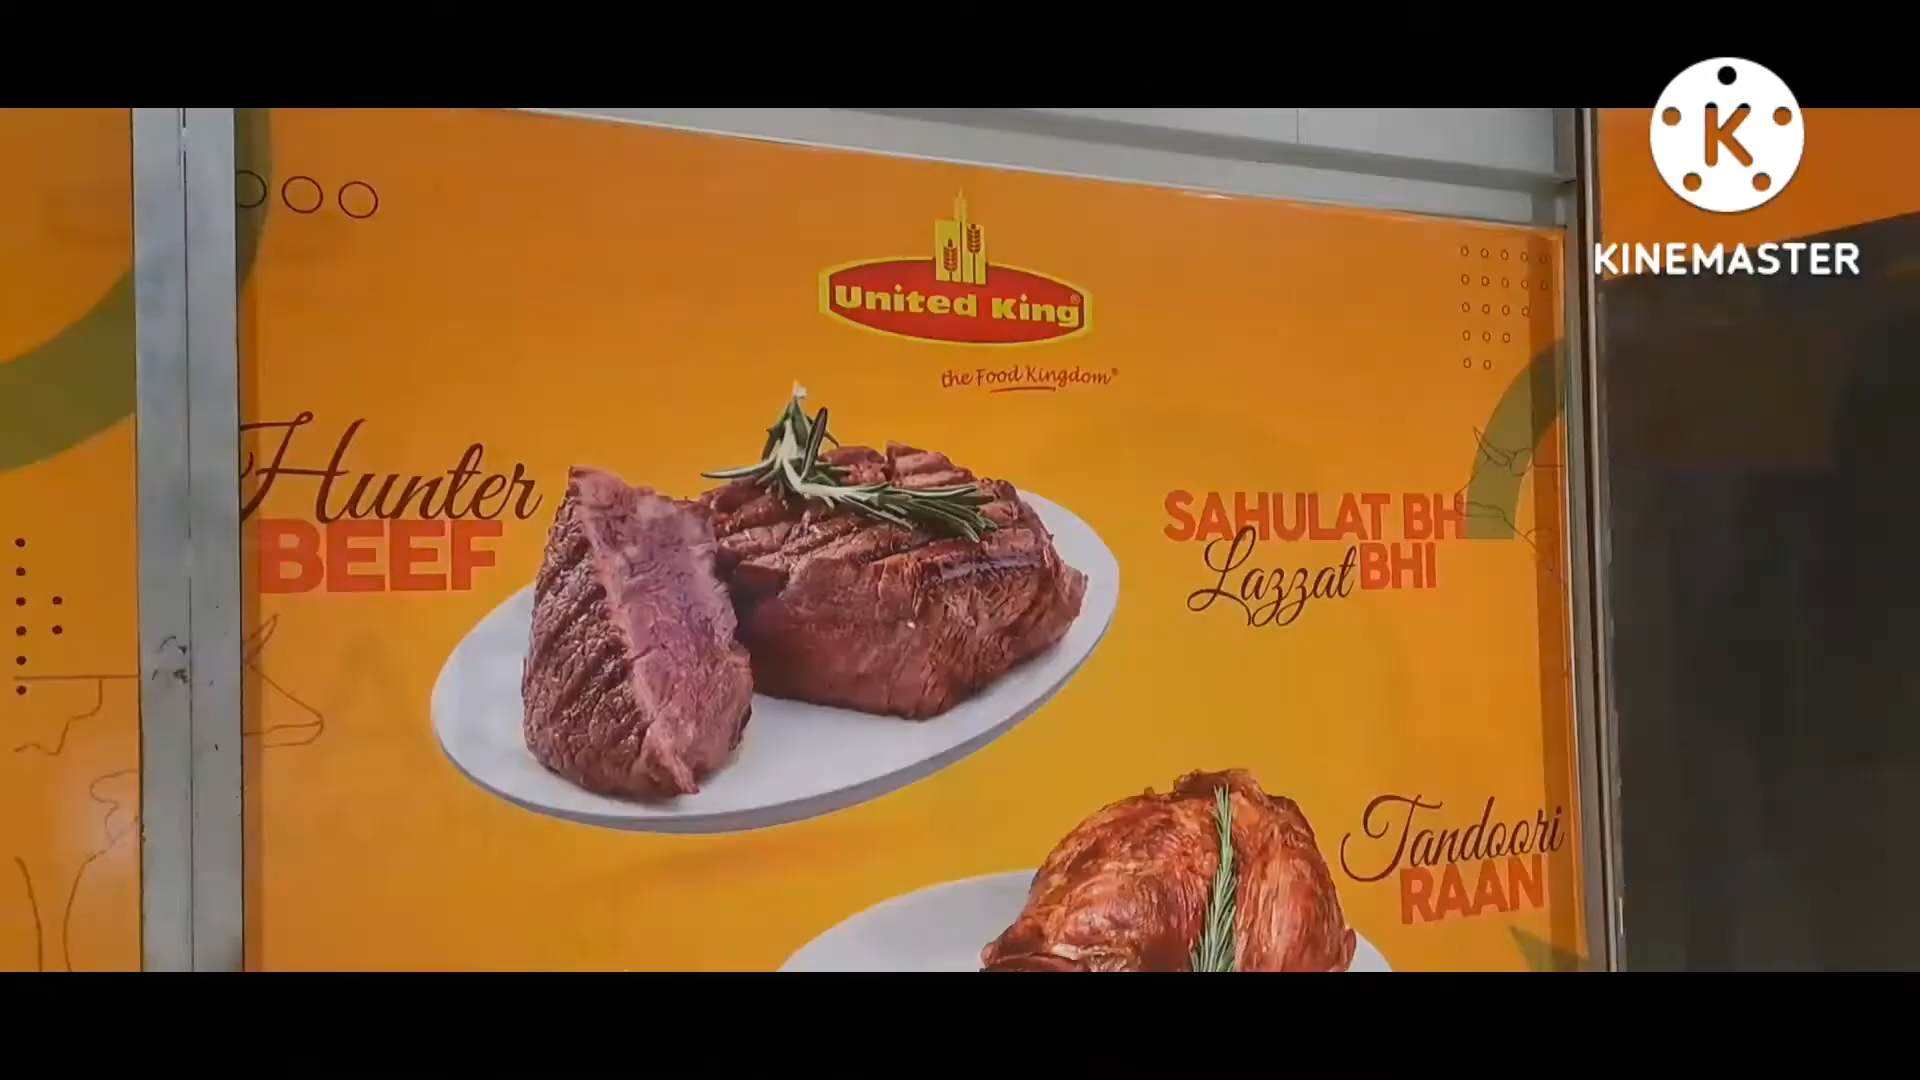 K
KINEMASTER
United King®
the Food Kingdom®
Hunter
BEEF
SAHULAT BH
Lazzat BHI
Tandoori
RAAN